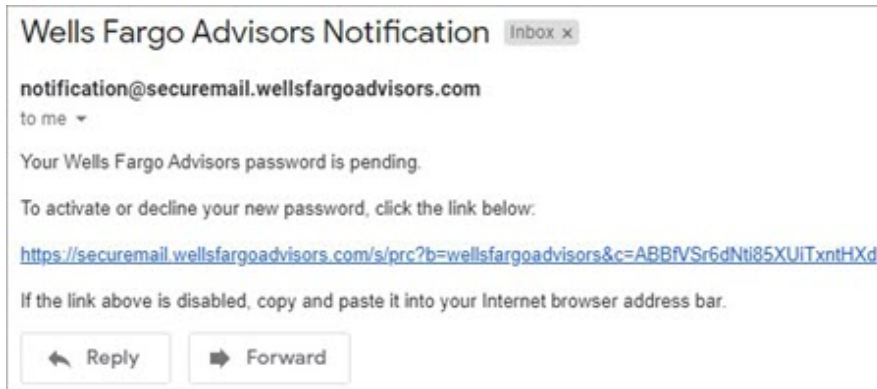 Wells Fargo Advisors Notification Inbox x
notification@securemail.wellsfargoadvisors.com
to me
Your Wells Fargo Advisors password is pending.
To activate or decline your new password, click the link below:
https://securemail.wellsfargoadvisors.com/s/prc?b=wellsfargoadvisors&c=ABBfVSr6dNti85XUiTxntHXd
If the link above is disabled, copy and paste it into your Internet browser address bar.
Reply Forward